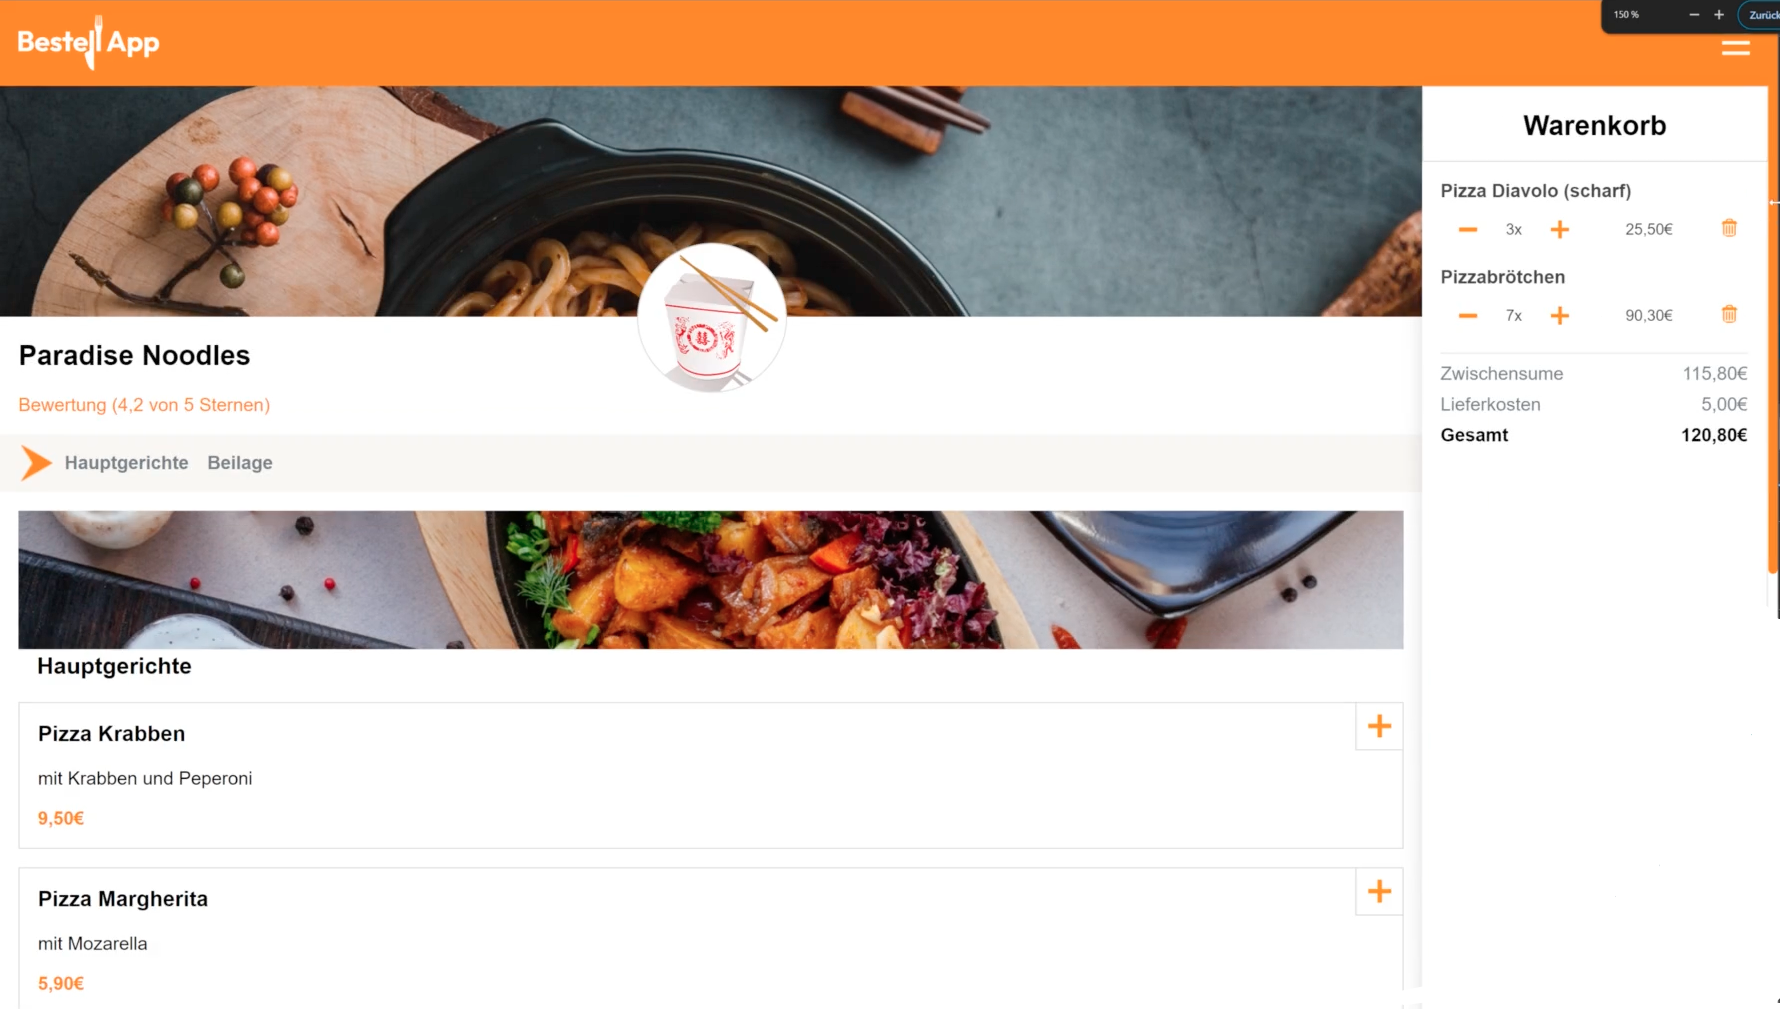 150 %
Zurück
Bestell App
Warenkorb
Pizza Diavolo (scharf)
3x
25,50€
Pizzabrötchen
7x
90,30€
Zwischensume
115,80€
Lieferkosten
5,00€
Gesamt
120,80€
Paradise Noodles
Bewertung (4,2 von 5 Sternen)
Hauptgerichte Beilage
Hauptgerichte
Pizza Krabben
mit Krabben und Peperoni
9,50€
Pizza Margherita
mit Mozarella
5,90€